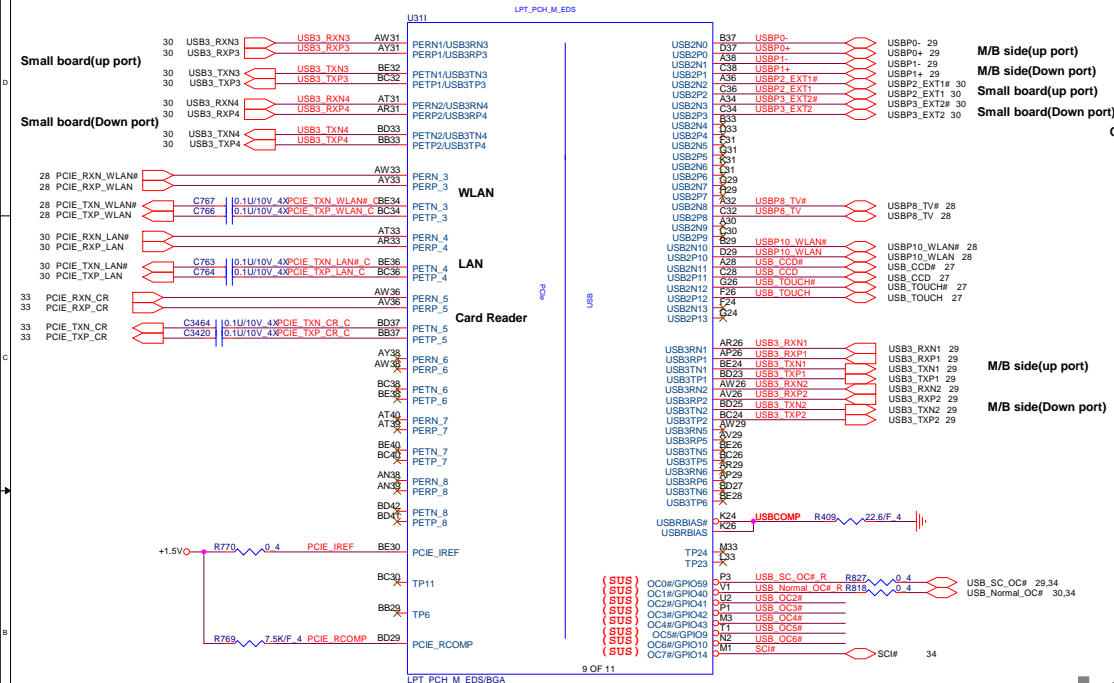 LPT_PCH_M_EDS
U31I
Small board(up port)
30 USB3_RXN3 USB3_RXN3 AW31 PERN1/USB3RN3
30 USB3_RXP3 USB3_RXP3 AY31 PERP1/USB3RP3
30 USB3_TXN3 USB3_TXN3 BE32 PETN1/USB3TN3
30 USB3_TXP3 USB3_TXP3 BC32 PETP1/USB3TP3
Small board(Down port)
30 USB3_RXN4 USB3_RXN4 AT31 PERN2/USB3RN4
30 USB3_RXP4 USB3_RXP4 AR31 PERP2/USB3RP4
30 USB3_TXN4 USB3_TXN4 BD33 PETN2/USB3TN4
30 USB3_TXP4 USB3_TXP4 BB33 PETP2/USB3TP4
28 PCIE_RXN_WLAN# AW33 PERN_3
28 PCIE_RXP_WLAN AY33 PERP_3
WLAN
28 PCIE_TXN_WLAN# C767 0.1U/10V_4X PCIE_TXN_WLAN#_C BE34 PETN_3
28 PCIE_TXP_WLAN C766 0.1U/10V_4X PCIE_TXP_WLAN_C BC34 PETP_3
30 PCIE_RXN_LAN# AT33 PERN_4
30 PCIE_RXP_LAN AR33 PERP_4
LAN
30 PCIE_TXN_LAN# C763 0.1U/10V_4X PCIE_TXN_LAN#_C BE36 PETN_4
30 PCIE_TXP_LAN C764 0.1U/10V_4X PCIE_TXP_LAN_C BC36 PETP_4
33 PCIE_RXN_CR AW36 PERN_5
33 PCIE_RXP_CR AV36 PERP_5
Card Reader
33 PCIE_TXN_CR C3464 0.1U/10V_4X PCIE_TXN_CR_C BD37 PETN_5
33 PCIE_TXP_CR C3420 0.1U/10V_4X PCIE_TXP_CR_C BB37 PETP_5
AY38 PERN_6
AW38 PERP_6
BC38 PETN_6
BE38 PETP_6
AT40 PERN_7
AT39 PERP_7
BE40 PETN_7
BC40 PETP_7
AN38 PERN_8
AN39 PERP_8
BD42 PETN_8
BD41 PETP_8
+1.5V R770 0_4 PCIE_IREF BE30 PCIE_IREF
BC30 TP11
BB29 TP6
R769 7.5K/F_4 PCIE_RCOMP BD29 PCIE_RCOMP
PCIe
USB
USB2N0 B37 USBP0- USBP0- 29
USB2P0 D37 USBP0+ USBP0+ 29
M/B side(up port)
USB2N1 A38 USBP1- USBP1- 29
USB2P1 C38 USBP1+ USBP1+ 29
M/B side(Down port)
USB2N2 A36 USBP2_EXT1# USBP2_EXT1# 30
USB2P2 C36 USBP2_EXT1 USBP2_EXT1 30
Small board(up port)
USB2N3 A34 USBP3_EXT2# USBP3_EXT2# 30
USB2P3 C34 USBP3_EXT2 USBP3_EXT2 30
Small board(Down port)
USB2N4 B33
USB2P4 D33
USB2N5 F31
USB2P5 G31
USB2N6 K31
USB2P6 L31
USB2N7 G29
USB2P7 H29
USB2N8 A32 USBP8_TV# USBP8_TV# 28
USB2P8 C32 USBP8_TV USBP8_TV 28
USB2N9 A30
USB2P9 C30
USB2N10 B29 USBP10_WLAN# USBP10_WLAN# 28
USB2P10 D29 USBP10_WLAN USBP10_WLAN 28
USB2N11 A28 USB_CCD# USB_CCD# 27
USB2P11 C28 USB_CCD USB_CCD 27
USB2N12 G26 USB_TOUCH# USB_TOUCH# 27
USB2P12 F26 USB_TOUCH USB_TOUCH 27
USB2N13 F24
USB2P13 G24
USB3RN1 AR26 USB3_RXN1 USB3_RXN1 29
USB3RP1 AP26 USB3_RXP1 USB3_RXP1 29
USB3TN1 BE24 USB3_TXN1 USB3_TXN1 29
USB3TP1 BD23 USB3_TXP1 USB3_TXP1 29
M/B side(up port)
USB3RN2 AW26 USB3_RXN2 USB3_RXN2 29
USB3RP2 AV26 USB3_RXP2 USB3_RXP2 29
USB3TN2 BD25 USB3_TXN2 USB3_TXN2 29
USB3TP2 BC24 USB3_TXP2 USB3_TXP2 29
M/B side(Down port)
USB3RN5 AW29
USB3RP5 AV29
USB3TN5 BE26
USB3TP5 BC26
USB3RN6 AR29
USB3RP6 AP29
USB3TN6 BD27
USB3TP6 BE28
USBRBIAS# K24 USBCOMP R409 22.6/F_4
USBRBIAS K26
TP24 M33
TP23 L33
(SUS) OC0#/GPIO59 P3 USB_SC_OC#_R R827 0_4 USB_SC_OC# 29,34
(SUS) OC1#/GPIO40 V1 USB_Normal_OC#_R R818 0_4 USB_Normal_OC# 30,34
(SUS) OC2#/GPIO41 U2 USB_OC2#
(SUS) OC3#/GPIO42 P1 USB_OC3#
(SUS) OC4#/GPIO43 M3 USB_OC4#
(SUS) OC5#/GPIO9 T1 USB_OC5#
(SUS) OC6#/GPIO10 N2 USB_OC6#
(SUS) OC7#/GPIO14 M1 SCI# SCI# 34
9 OF 11
LPT_PCH_M_EDS/BGA
D
C
B